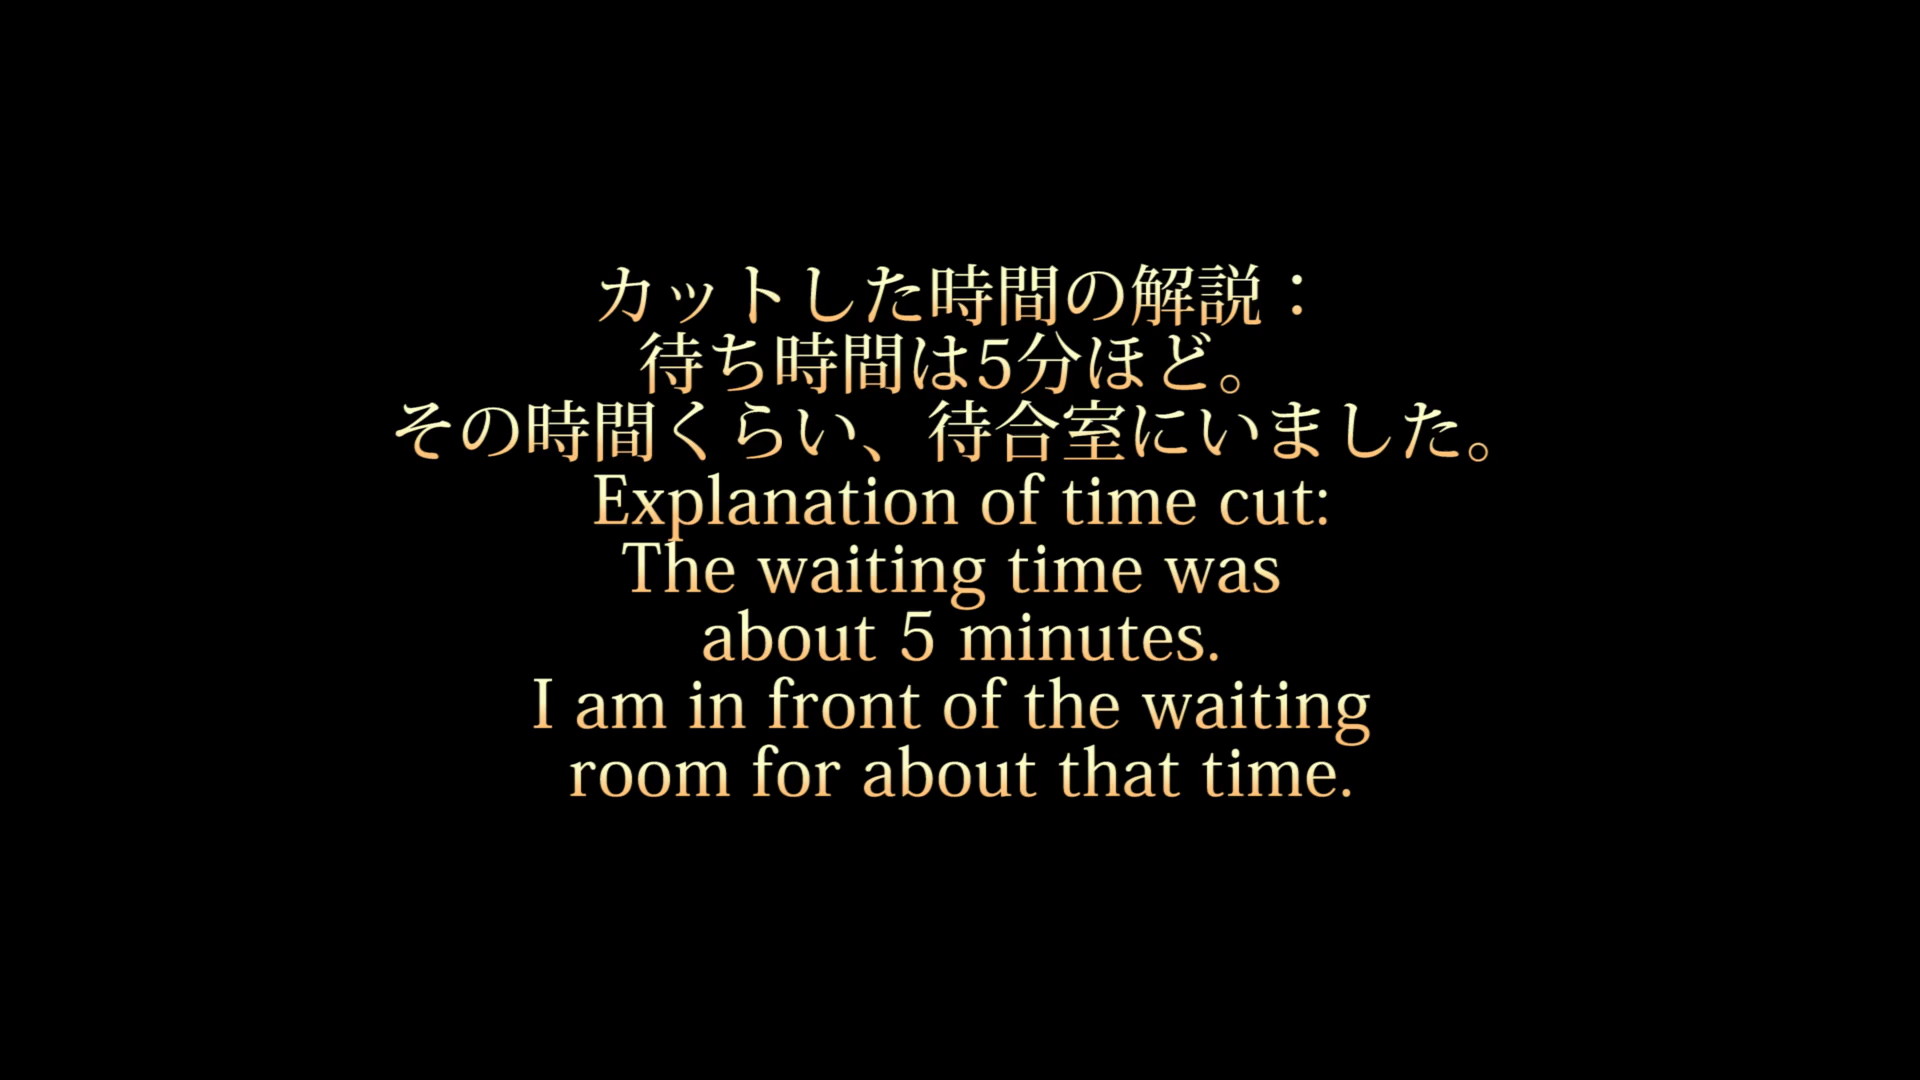 カットした時間の解説：
待ち時間は5分ほど。
その時間くらい、待合室にいました。
Explanation of time cut:
The waiting time was
about 5 minutes.
I am in front of the waiting
room for about that time.